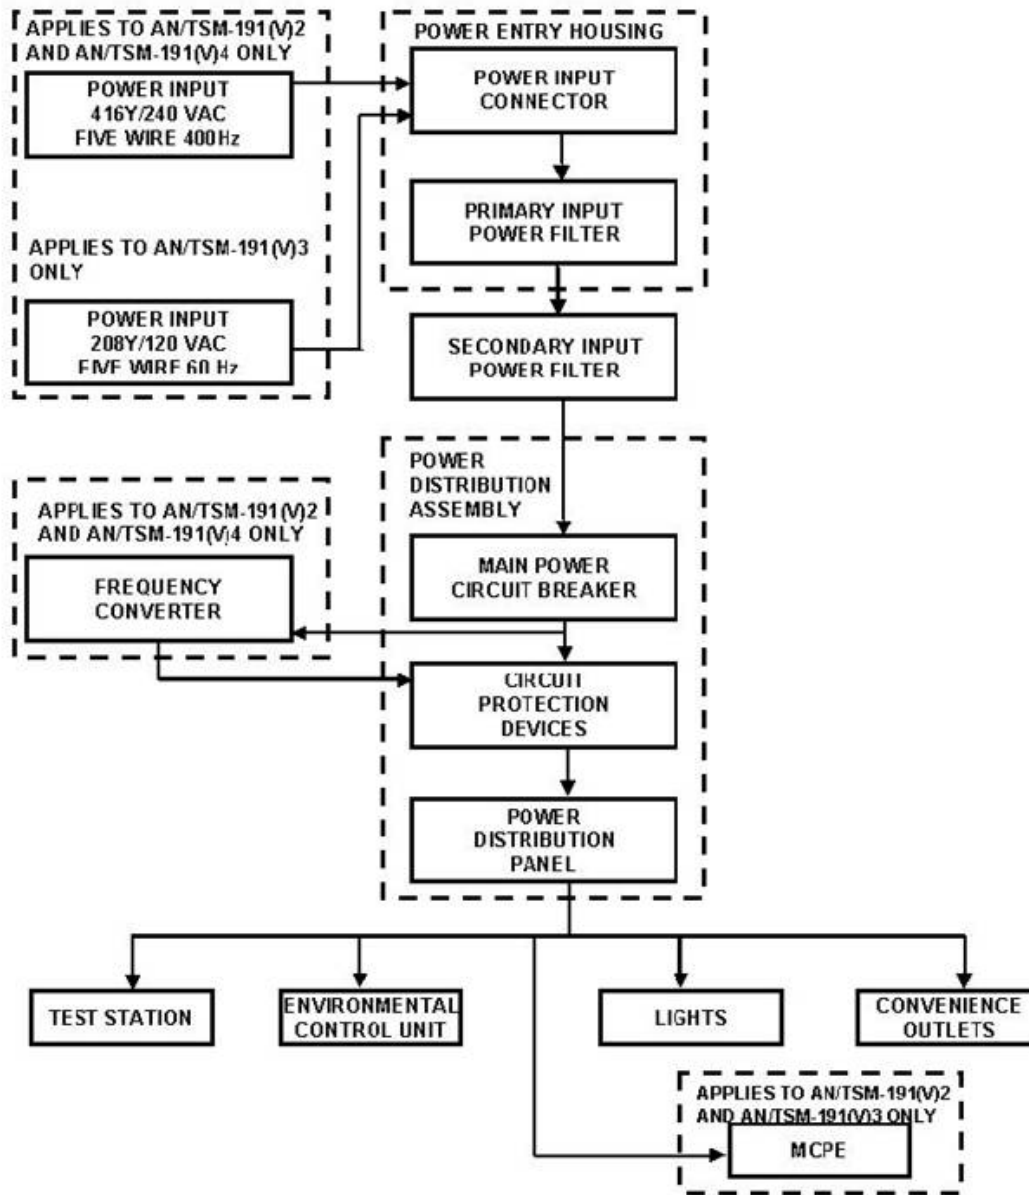 APPLIES TO AN/TSM-191(V)2
AND AN/TSM-191(V)4 ONLY
POWER INPUT
416Y/240 VAC
FIVE WIRE 400Hz
APPLIES TO AN/TSM-191(V)3
ONLY
POWER INPUT
208Y/120 VAC
FIVE WIRE 60 Hz
POWER ENTRY HOUSING
POWER INPUT
CONNECTOR
PRIMARY INPUT
POWER FILTER
SECONDARY INPUT
POWER FILTER
POWER
DISTRIBUTION
ASSEMBLY
MAIN POWER
CIRCUIT BREAKER
APPLIES TO AN/TSM-191(V)2
AND AN/TSM-191(V)4 ONLY
FREQUENCY
CONVERTER
CIRCUIT
PROTECTION
DEVICES
POWER
DISTRIBUTION
PANEL
TEST STATION
ENVIRONMENTAL
CONTROL UNIT
LIGHTS
CONVENIENCE
OUTLETS
APPLIES TO AN/TSM-191(V)2
AND AN/TSM-191(V)3 ONLY
MCPE